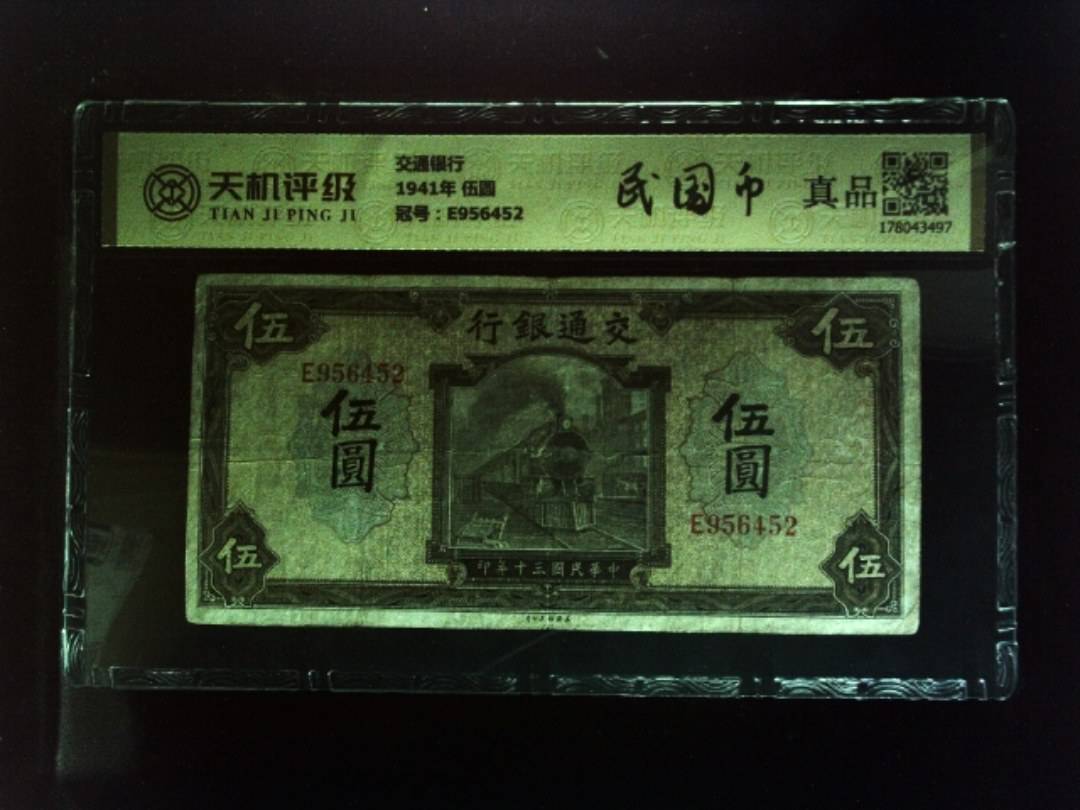 天机评级
TIAN JI PING JI
交通银行
1941年 伍圆
冠号：E956452
民国币
真品
178043497
行銀通交
伍
伍
E956452
伍圓
伍圓
E956452
伍
伍
印年十三國民華中